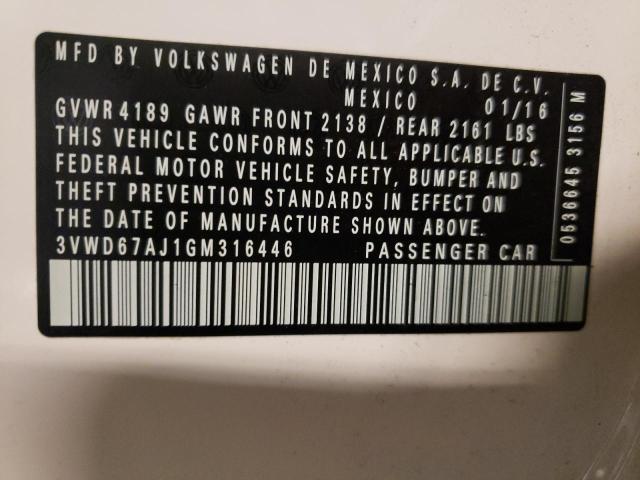 MFD BY VOLKSWAGEN DE MEXICO S.A. DE C.V.
MEXICO 01/16
GVWR 4189 GAWR FRONT 2138 / REAR 2161 LBS
THIS VEHICLE CONFORMS TO ALL APPLICABLE U.S.
FEDERAL MOTOR VEHICLE SAFETY, BUMPER AND
THEFT PREVENTION STANDARDS IN EFFECT ON
THE DATE OF MANUFACTURE SHOWN ABOVE.
3VWD67AJ1GM316446 PASSENGER CAR
0536645 3156 M